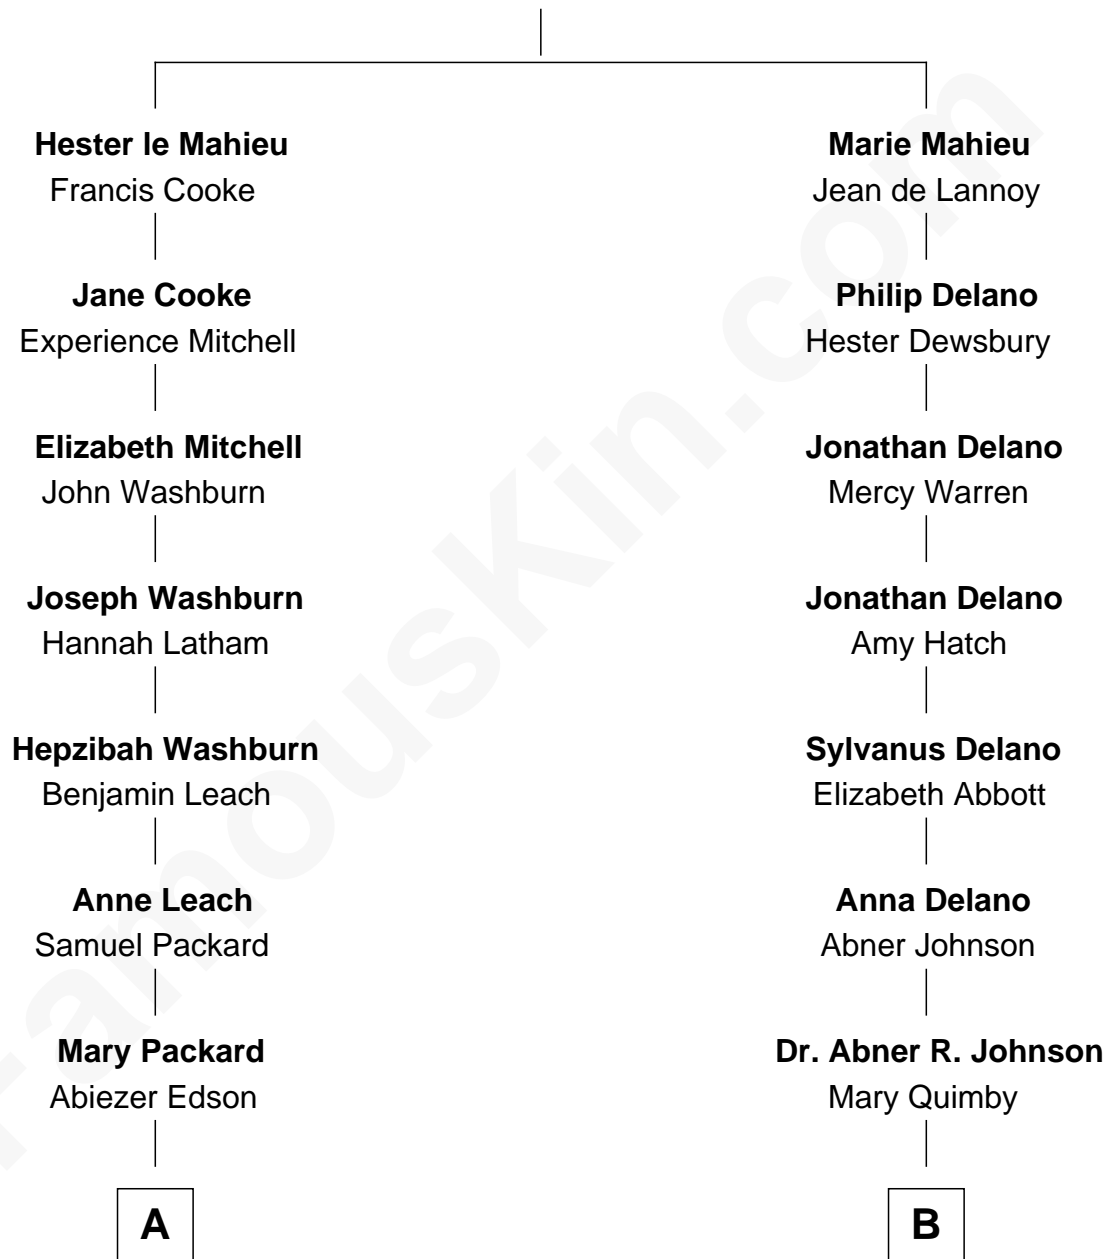 Hester le Mahieu
Francis Cooke
Jane Cooke
Experience Mitchell
Elizabeth Mitchell
John Washburn
Joseph Washburn
Hannah Latham
Hepzibah Washburn
Benjamin Leach
Anne Leach
Samuel Packard
Mary Packard
Abiezer Edson
A
Marie Mahieu
Jean de Lannoy
Philip Delano
Hester Dewsbury
Jonathan Delano
Mercy Warren
Jonathan Delano
Amy Hatch
Sylvanus Delano
Elizabeth Abbott
Anna Delano
Abner Johnson
Dr. Abner R. Johnson
Mary Quimby
B
FamousKin.com